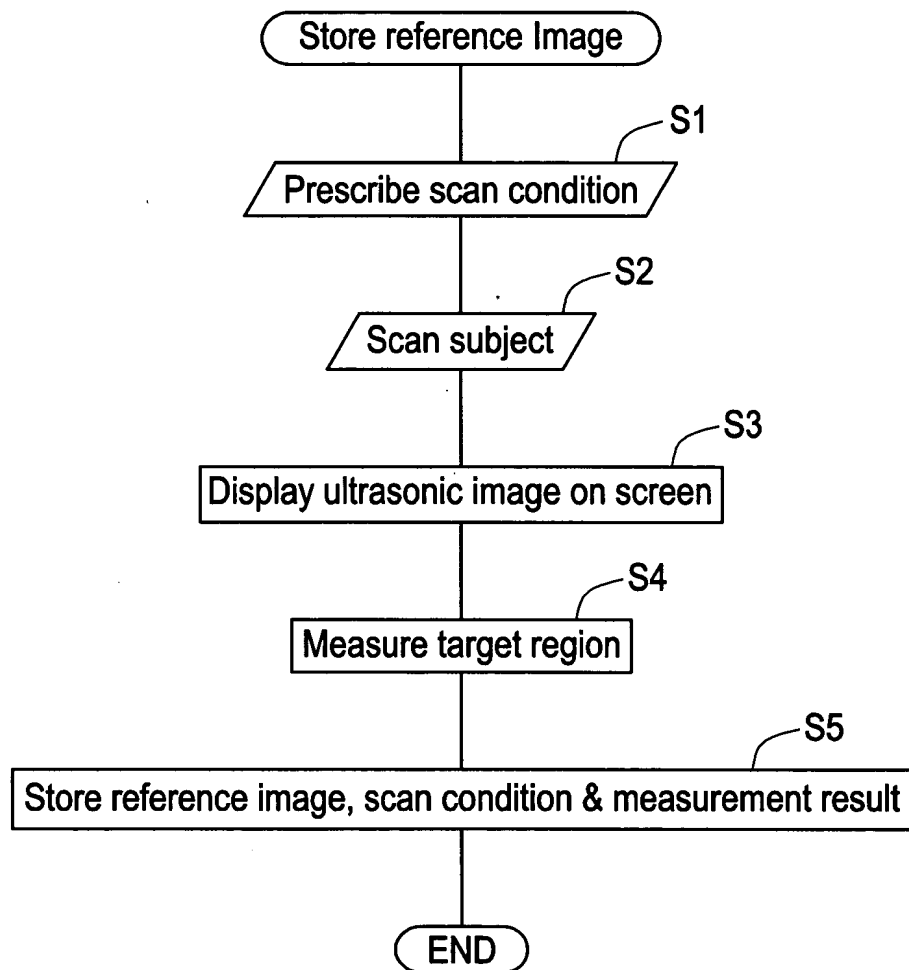 Store reference Image
S1
Prescribe scan condition
S2
Scan subject
S3
Display ultrasonic image on screen
S4
Measure target region
S5
Store reference image, scan condition & measurement result
END